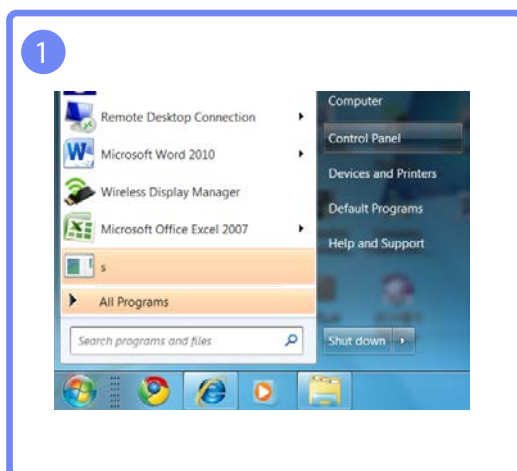 1
Remote Desktop Connection
Microsoft Word 2010
Wireless Display Manager
Microsoft Office Excel 2007
s
All Programs
Search programs and files
Computer
Control Panel
Devices and Printers
Default Programs
Help and Support
Shut down